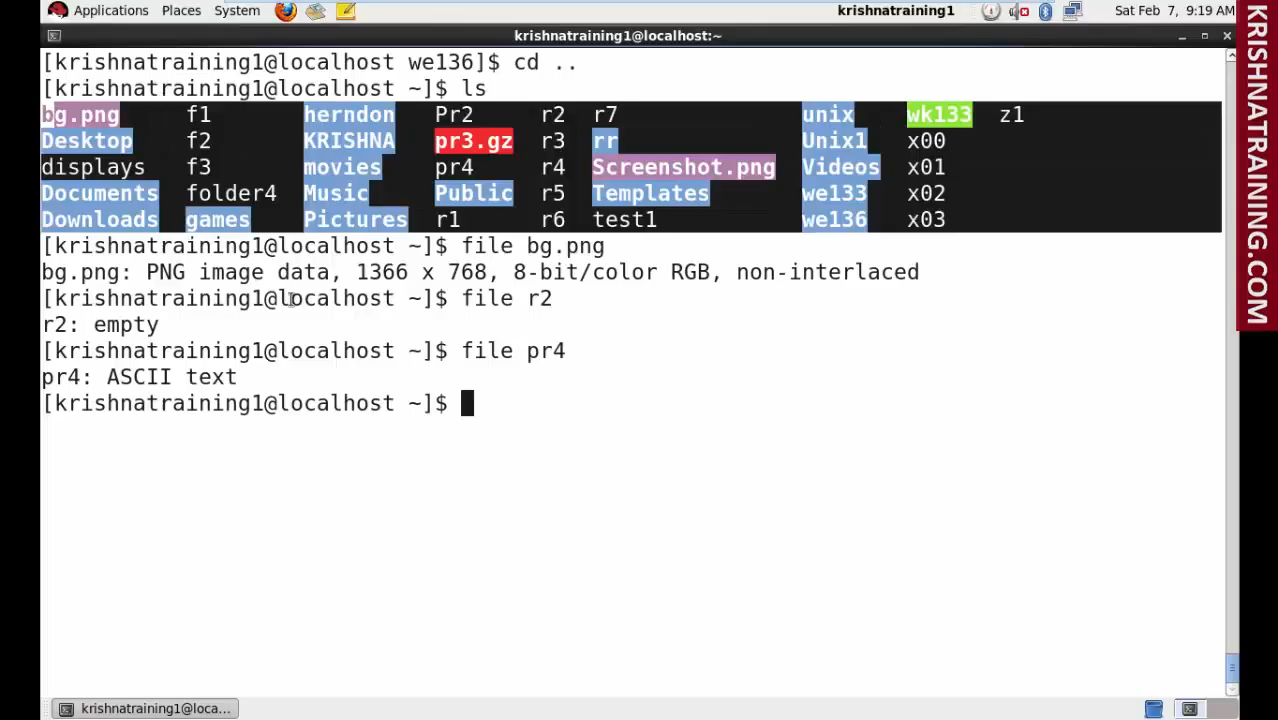 Applications Places System krishnatraining1 Sat Feb 7, 9:19 AM
krishnatraining1@localhost:~
[krishnatraining1@localhost we136]$ cd ..
[krishnatraining1@localhost ~]$ ls
bg.png f1 herndon Pr2 r2 r7 unix wk133 z1
Desktop f2 KRISHNA pr3.gz r3 rr Unix1 x00
displays f3 movies pr4 r4 Screenshot.png Videos x01
Documents folder4 Music Public r5 Templates we133 x02
Downloads games Pictures r1 r6 test1 we136 x03
[krishnatraining1@localhost ~]$ file bg.png
bg.png: PNG image data, 1366 x 768, 8-bit/color RGB, non-interlaced
[krishnatraining1@localhost ~]$ file r2
r2: empty
[krishnatraining1@localhost ~]$ file pr4
pr4: ASCII text
[krishnatraining1@localhost ~]$
krishnatraining1@loca...
KRISHNATRAINING.COM